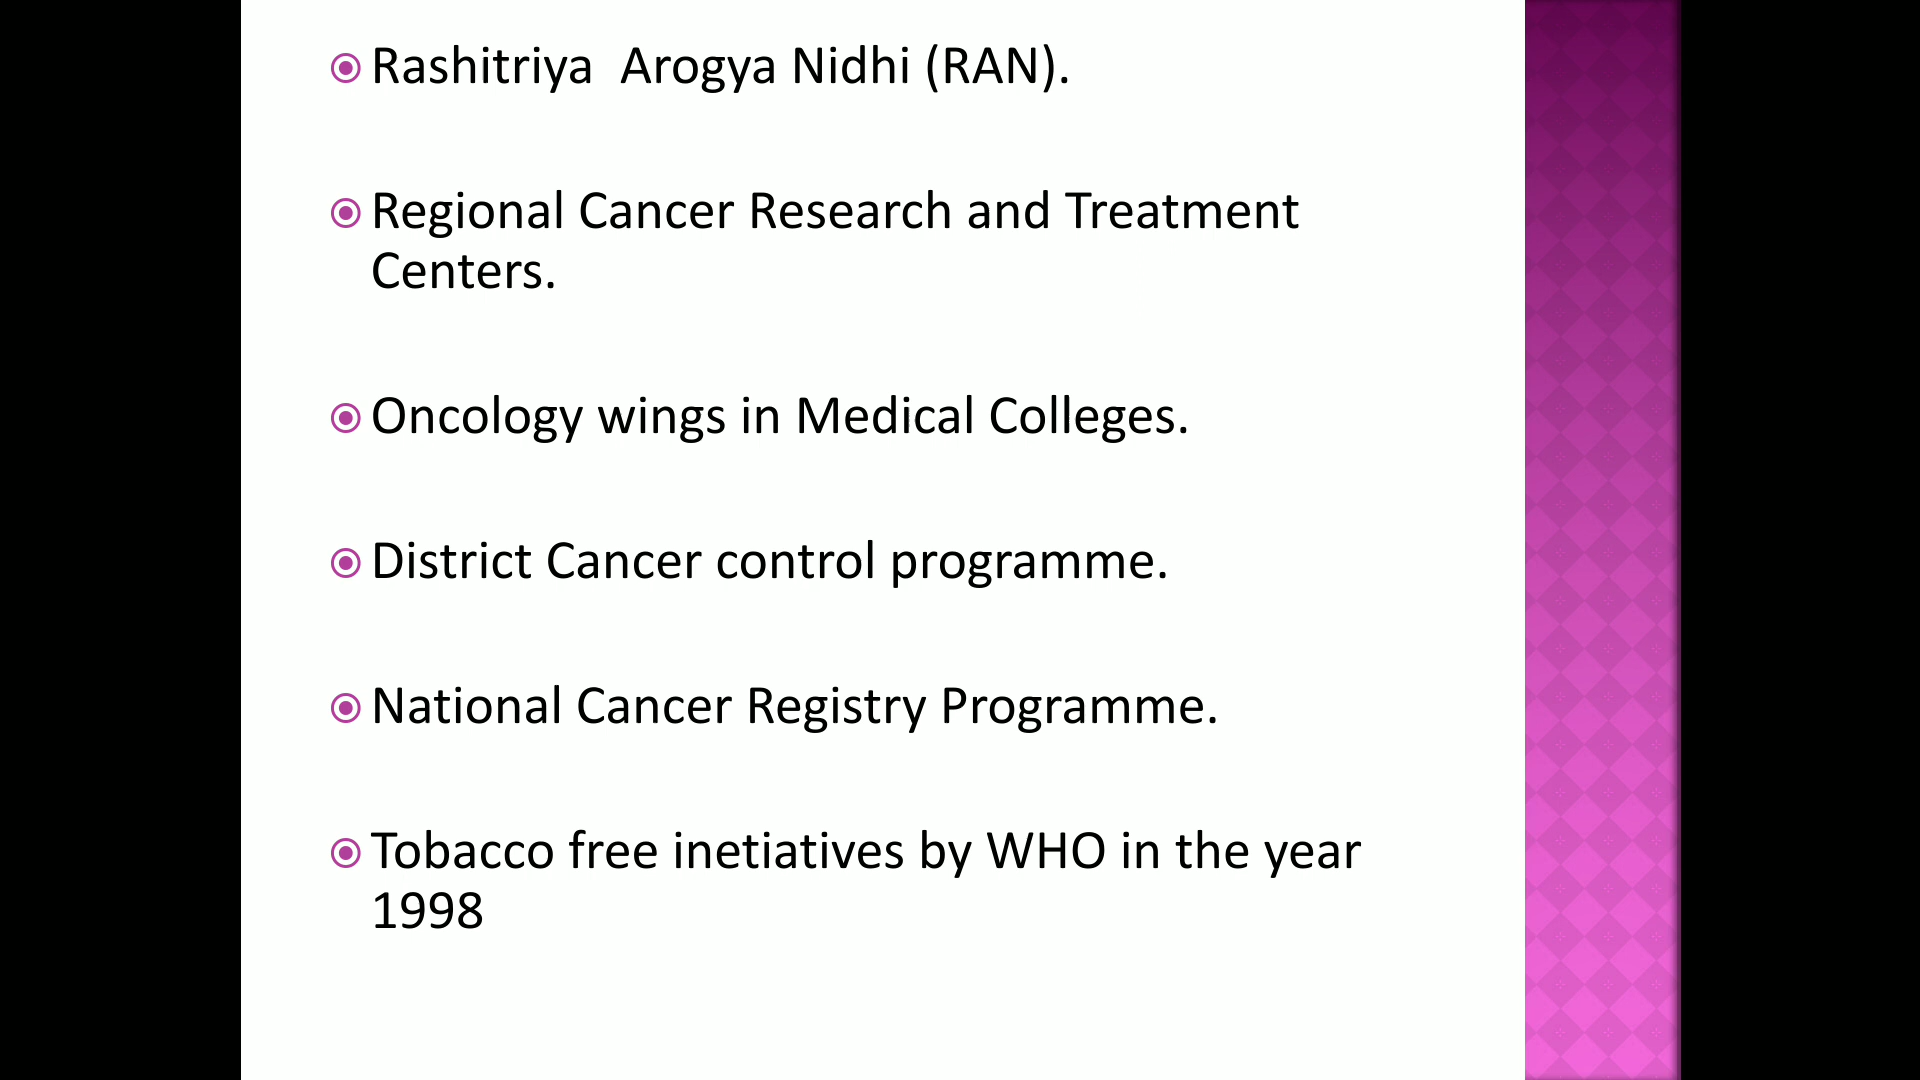 Rashitriya  Arogya Nidhi (RAN).
Regional Cancer Research and Treatment
Centers.
Oncology wings in Medical Colleges.
District Cancer control programme.
National Cancer Registry Programme.
Tobacco free inetiatives by WHO in the year
1998